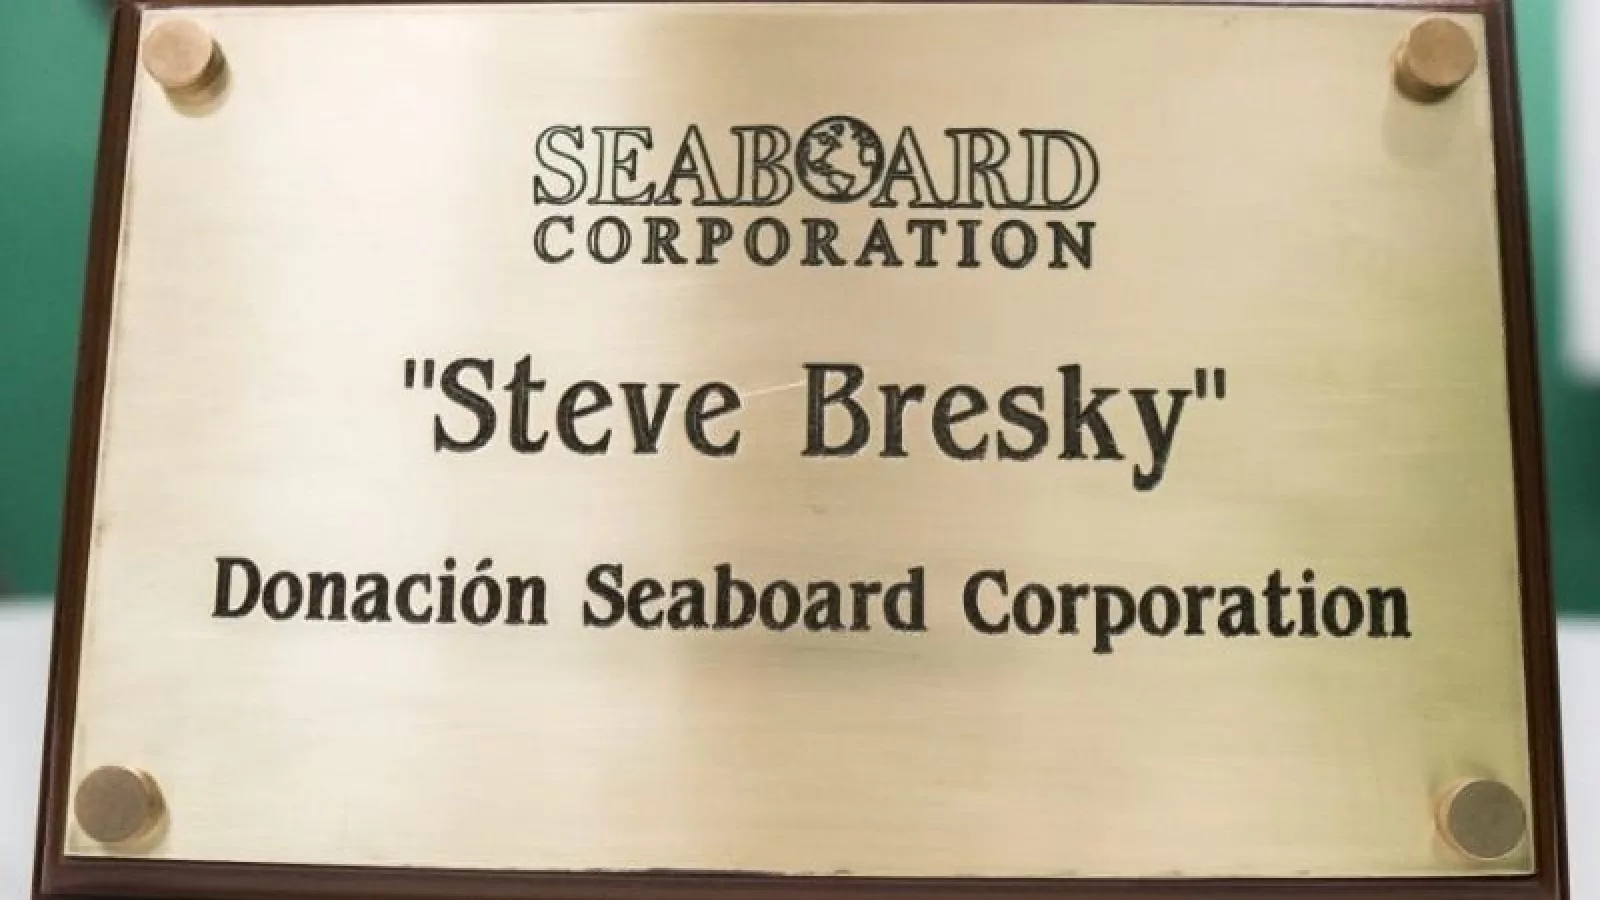 SEABOARD
CORPORATION
"Steve Bresky"
Donación Seaboard Corporation